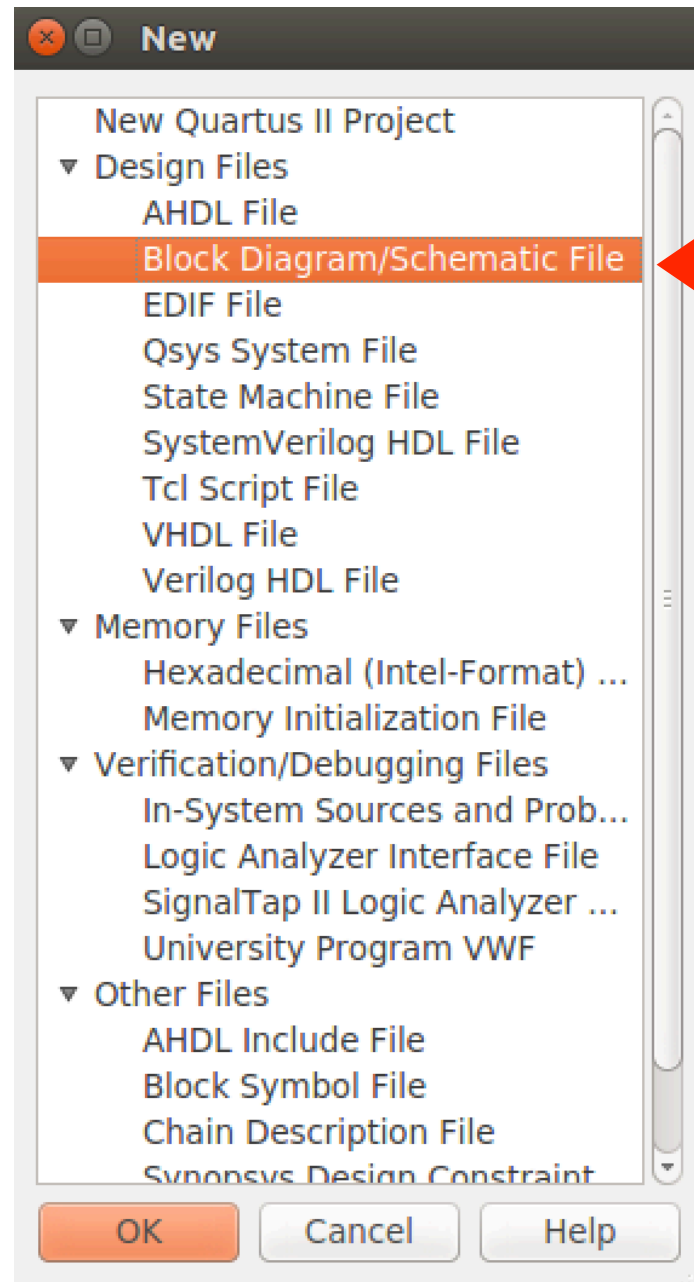 New
New Quartus II Project
Design Files
AHDL File
Block Diagram/Schematic File
EDIF File
Qsys System File
State Machine File
SystemVerilog HDL File
Tcl Script File
VHDL File
Verilog HDL File
Memory Files
Hexadecimal (Intel-Format) ...
Memory Initialization File
Verification/Debugging Files
In-System Sources and Prob...
Logic Analyzer Interface File
SignalTap II Logic Analyzer ...
University Program VWF
Other Files
AHDL Include File
Block Symbol File
Chain Description File
Synopsys Design Constraint
OK Cancel Help